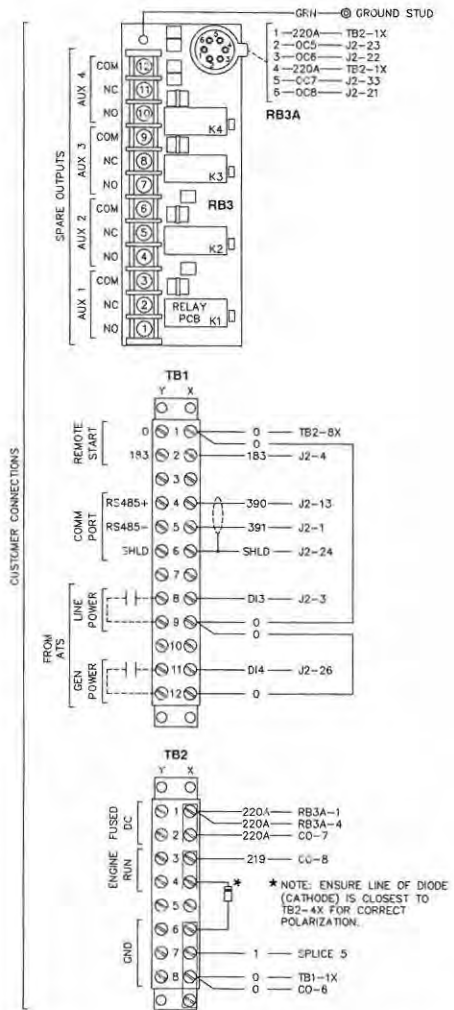 GRN GROUND STUD
1 220A TB2-1X
2 OC5 J2-23
3 OC6 J2-22
4 220A TB2-1X
5 OC7 J2-33
6 OC8 J2-21
RB3A
CUSTOMER CONNECTIONS
SPARE OUTPUTS
AUX 4
COM 12
NC 11
NO 10
K4
AUX 3
COM 9
NC 8
NO 7
K3
RB3
AUX 2
COM 6
NC 5
NO 4
K2
AUX 1
COM 3
NC 2
NO 1
RELAY
PCB K1
TB1
Y X
REMOTE
START
0 1 0 TB2-8X
0
183 2 183 J2-4
3
COMM
PORT
RS485+ 4 390 J2-13
RS485- 5 391 J2-1
SHLD 6 SHLD J2-24
7
FROM
ATS
LINE
POWER
8 DI3 J2-3
9 0
0
10
GEN
POWER
11 DI4 J2-26
12 0
TB2
Y X
FUSED
DC
1 220A RB3A-1
220A RB3A-4
2 220A CO-7
ENGINE
RUN
3 219 CO-8
4
*
* NOTE: ENSURE LINE OF DIODE
(CATHODE) IS CLOSEST TO
TB2-4X FOR CORRECT
POLARIZATION.
5
GND
6
7 1 SPLICE 5
8 0 TB1-1X
0 CO-6